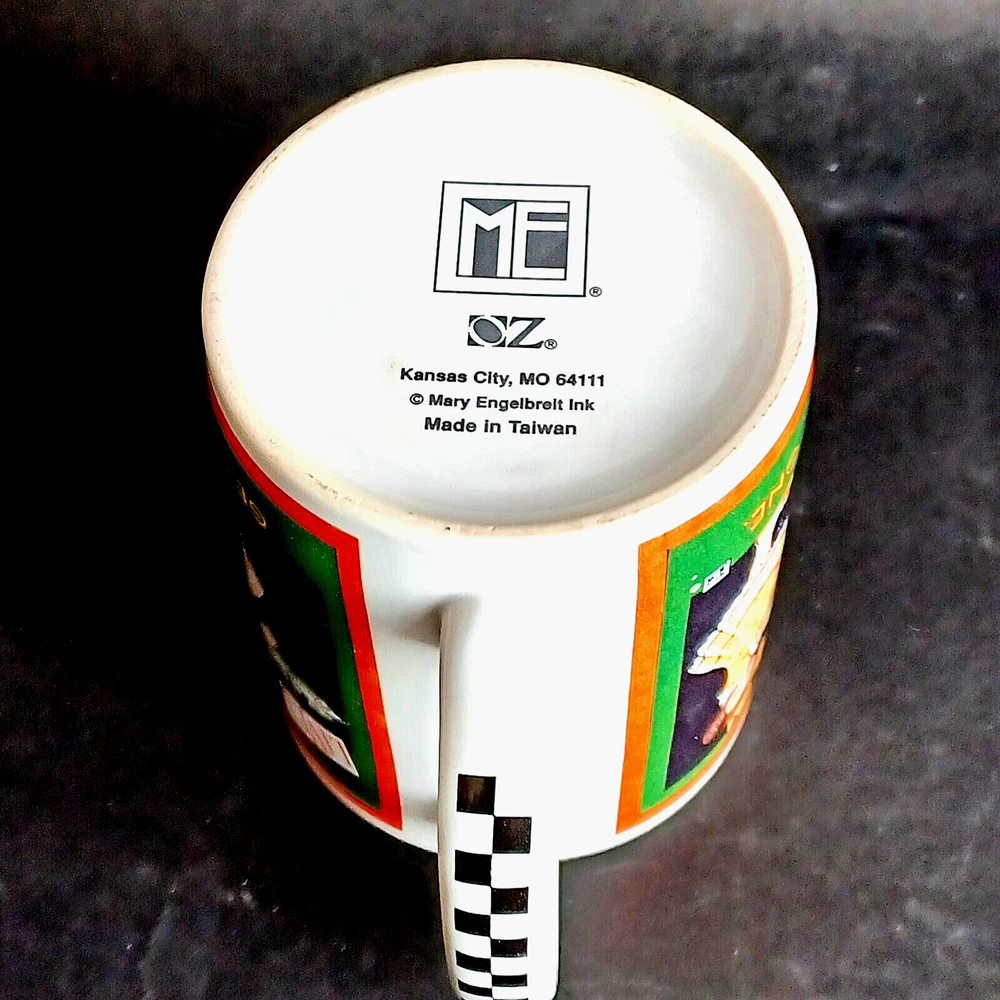 ME®
OZ®
Kansas City, MO 64111
© Mary Engelbreit Ink
Made in Taiwan